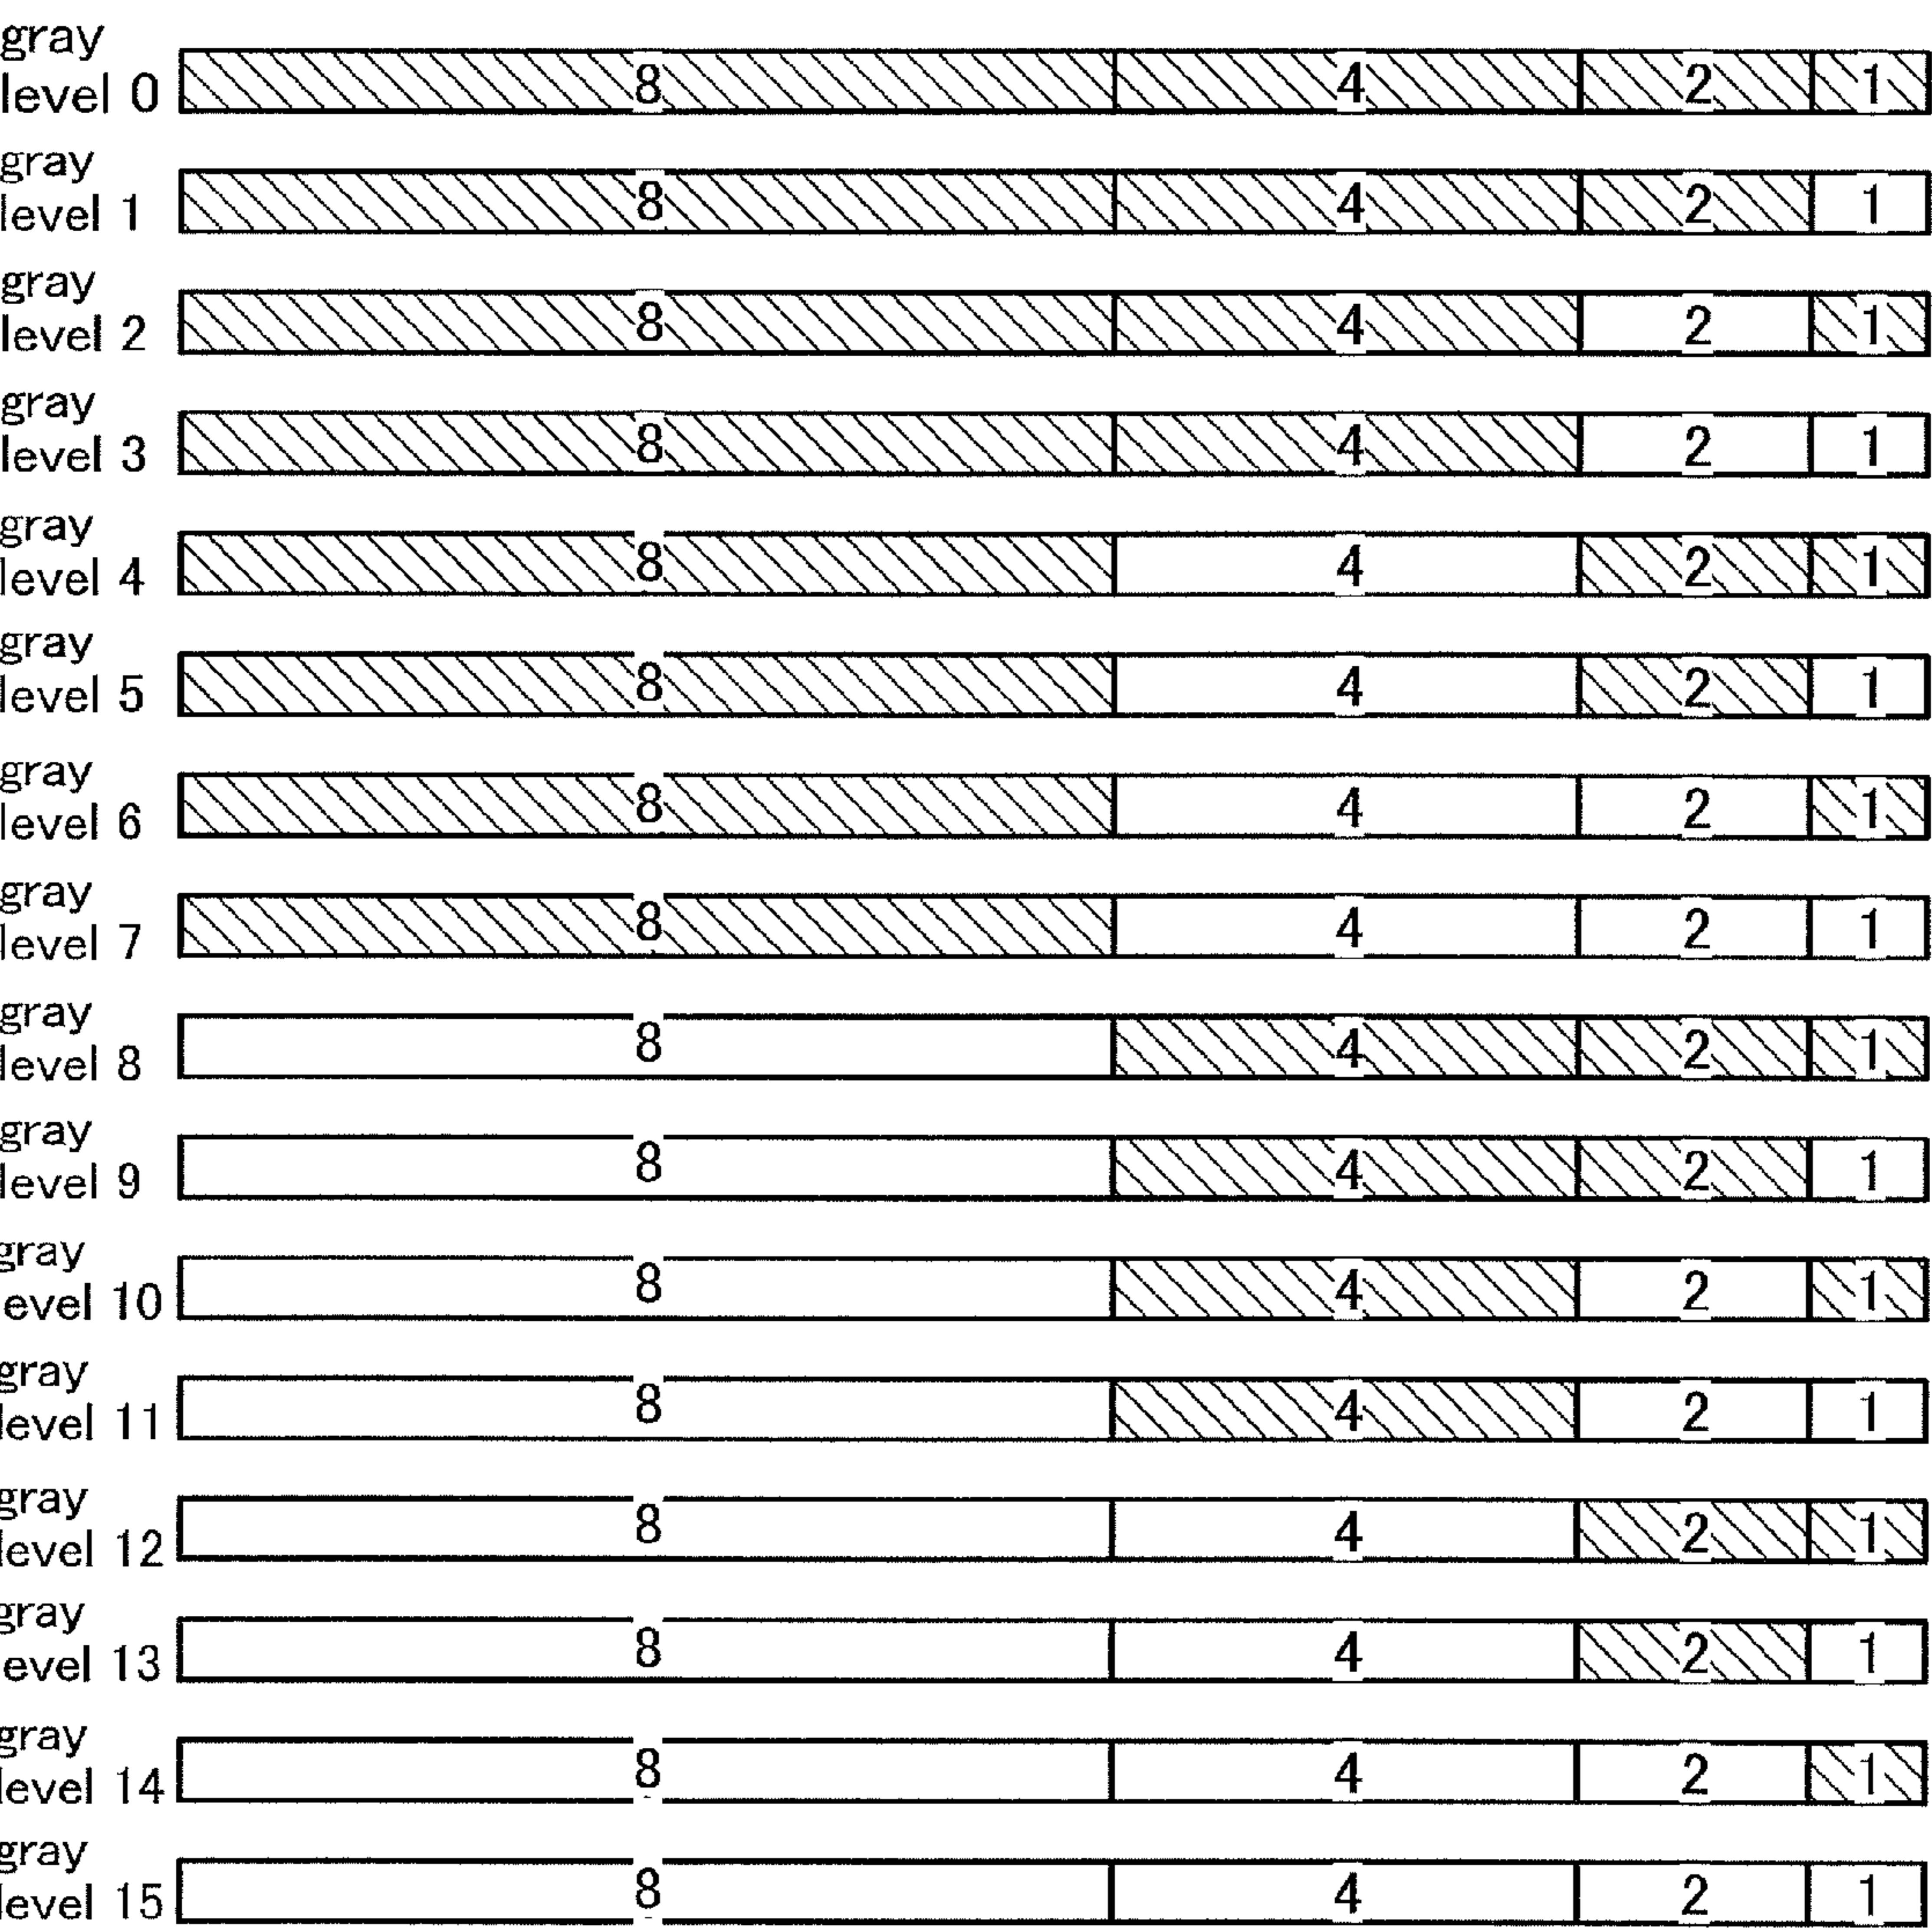 gray
level 0 8 4 2 1
gray
level 1 8 4 2 1
gray
level 2 8 4 2 1
gray
level 3 8 4 2 1
gray
level 4 8 4 2 1
gray
level 5 8 4 2 1
gray
level 6 8 4 2 1
gray
level 7 8 4 2 1
gray
level 8 8 4 2 1
gray
level 9 8 4 2 1
gray
level 10 8 4 2 1
gray
level 11 8 4 2 1
gray
level 12 8 4 2 1
gray
level 13 8 4 2 1
gray
level 14 8 4 2 1
gray
level 15 8 4 2 1